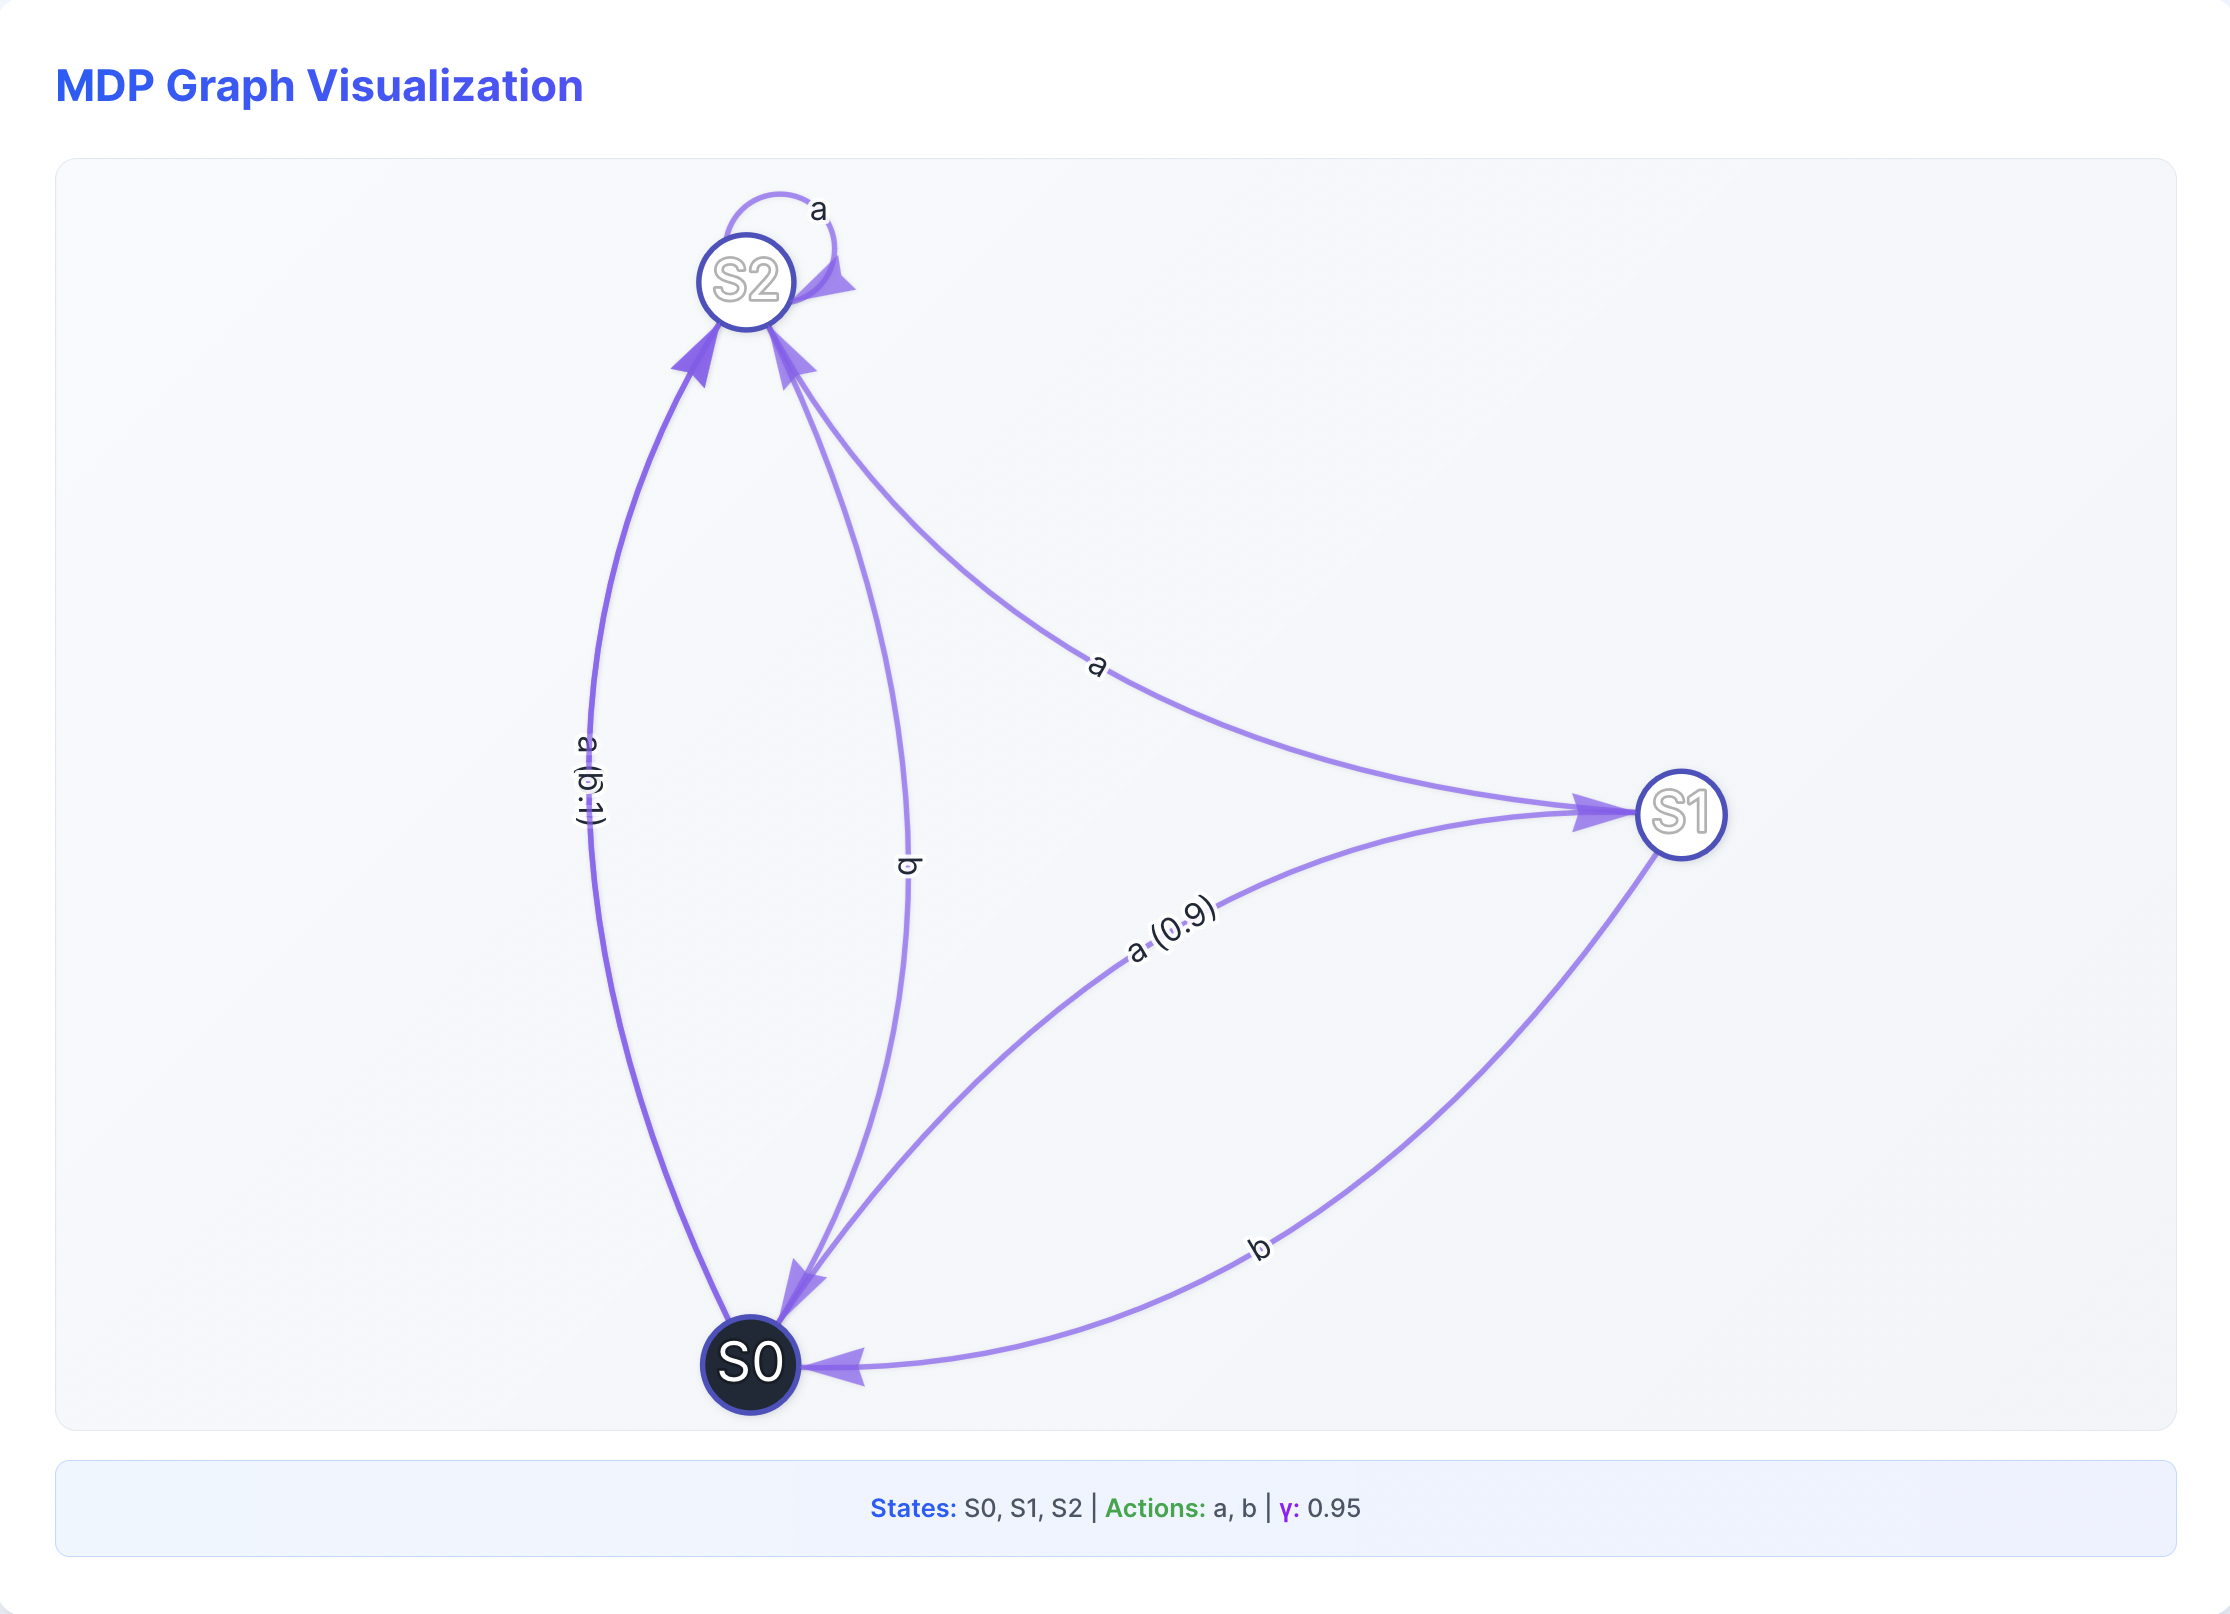 MDP Graph Visualization
a
S2
a
a (0.1)
b
b
S1
a (0.9)
b
S0
States: S0, S1, S2 | Actions: a, b | γ: 0.95